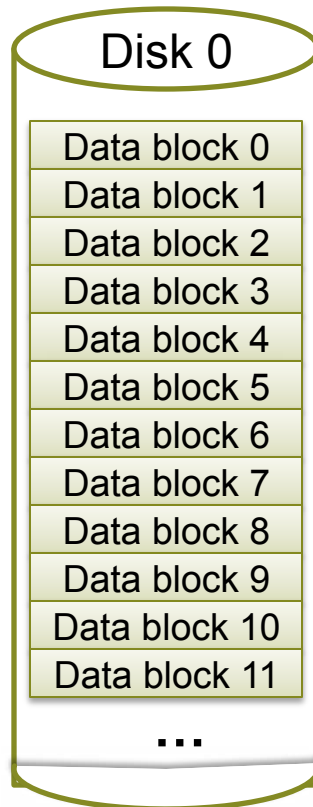 Disk 0
Data block 0
Data block 1
Data block 2
Data block 3
Data block 4
Data block 5
Data block 6
Data block 7
Data block 8
Data block 9
Data block 10
Data block 11
...